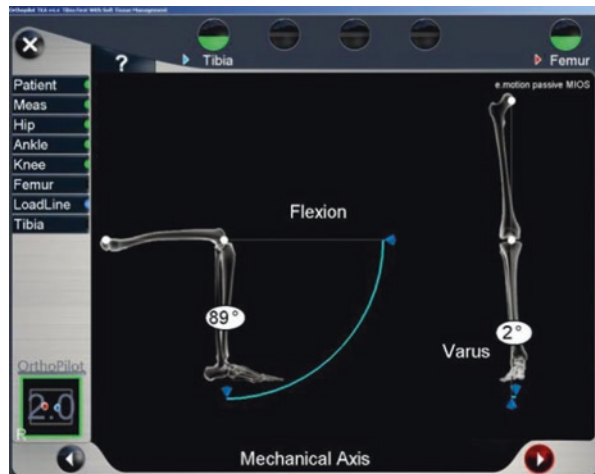 Orthopilot TKA v4.0 Tibia First With Soft Tissue Management
?
Tibia
Femur
e.motion passive MIOS
Patient
Meas
Hip
Ankle
Knee
Femur
LoadLine
Tibia
Flexion
89°
2°
Varus
OrthoPilot
2.0
R
Mechanical Axis